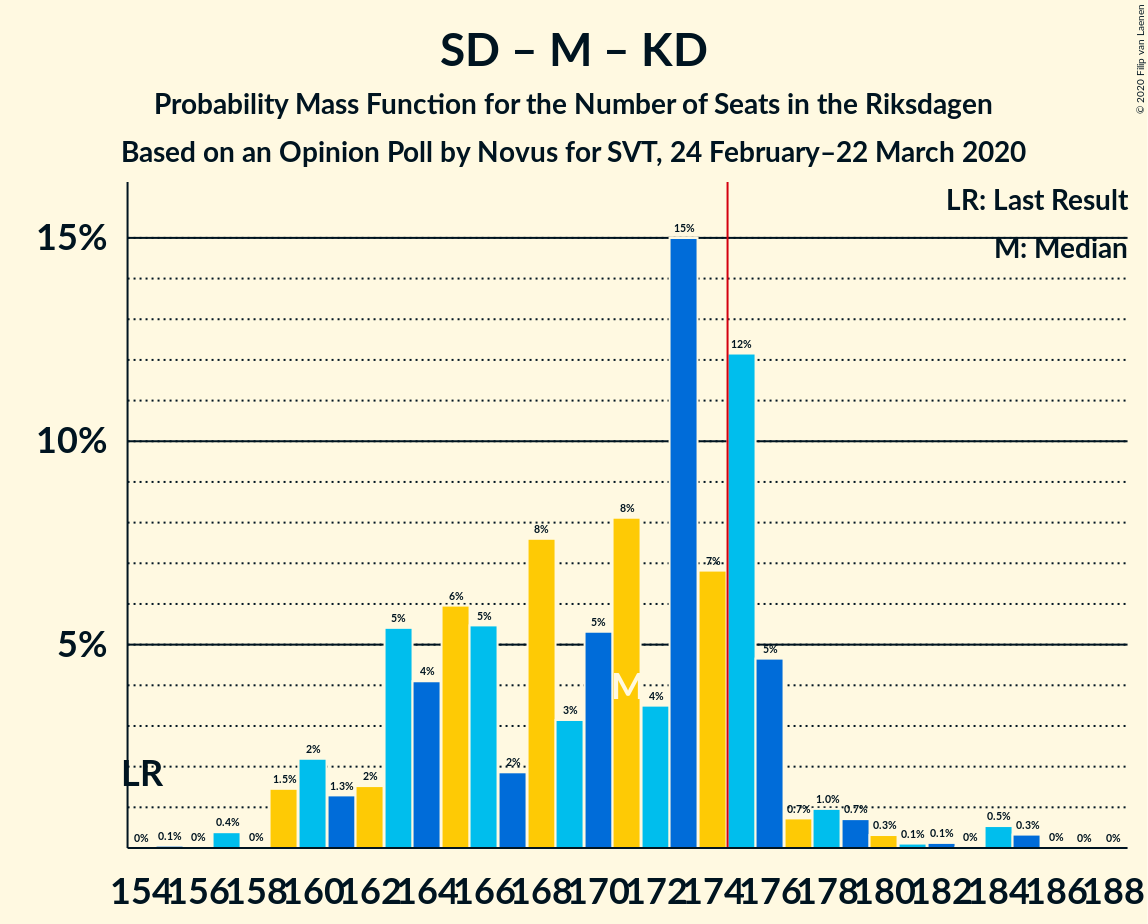 SD – M – KD
Probability Mass Function for the Number of Seats in the Riksdagen
Based on an Opinion Poll by Novus for SVT, 24 February–22 March 2020
© 2020 Filip van Laenen
LR: Last Result
M: Median
15%
10%
5%
LR
M
0% 0.1% 0% 0.4% 0% 1.5% 2% 1.3% 2% 5% 4% 6% 5% 2% 8% 3% 5% 8% 4% 15% 7% 12% 5% 0.7% 1.0% 0.7% 0.3% 0.1% 0.1% 0% 0.5% 0.3% 0% 0% 0%
154 156 158 160 162 164 166 168 170 172 174 176 178 180 182 184 186 188